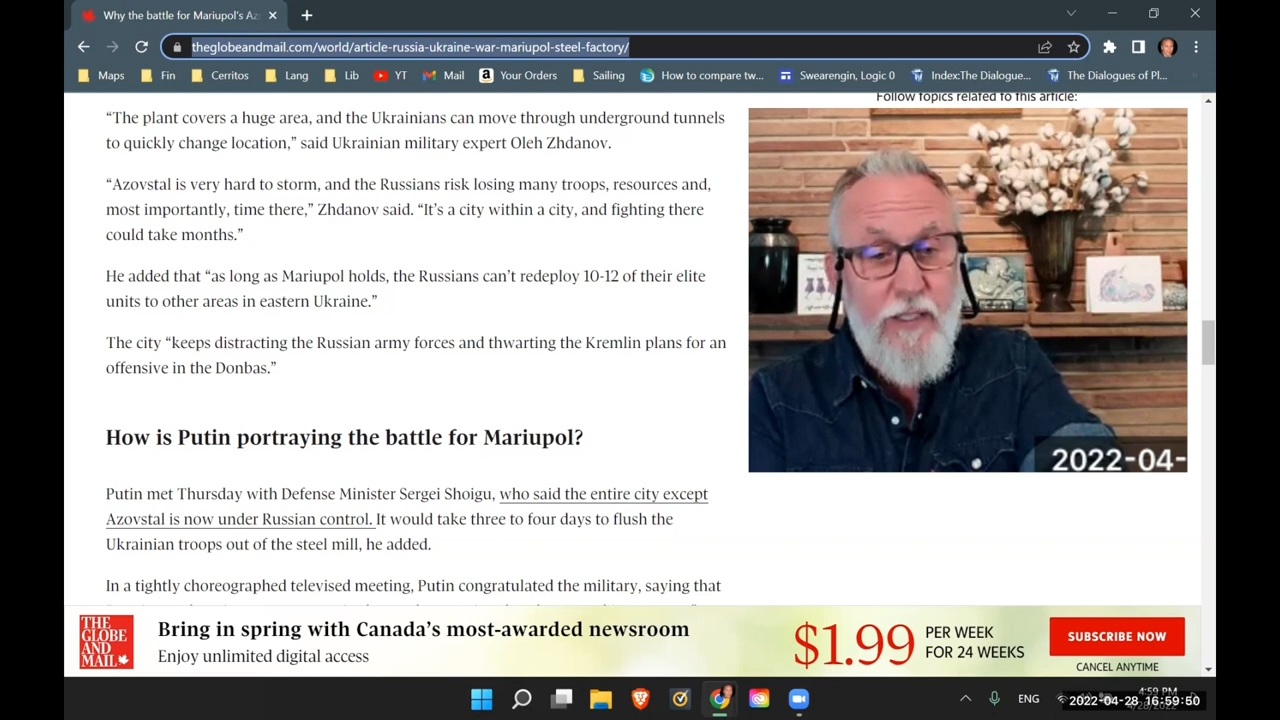 Why the battle for Mariupol's Az
theglobeandmail.com/world/article-russia-ukraine-war-mariupol-steel-factory/
Maps
Fin
Cerritos
Lang
Lib
YT
Mail
Your Orders
Sailing
How to compare tw...
Swearengin, Logic 0
Index:The Dialogue...
The Dialogues of Pl...
Follow topics related to this article:
“The plant covers a huge area, and the Ukrainians can move through underground tunnels
to quickly change location,” said Ukrainian military expert Oleh Zhdanov.
“Azovstal is very hard to storm, and the Russians risk losing many troops, resources and,
most importantly, time there,” Zhdanov said. “It’s a city within a city, and fighting there
could take months.”
He added that “as long as Mariupol holds, the Russians can’t redeploy 10-12 of their elite
units to other areas in eastern Ukraine.”
The city “keeps distracting the Russian army forces and thwarting the Kremlin plans for an
offensive in the Donbas.”
How is Putin portraying the battle for Mariupol?
Putin met Thursday with Defense Minister Sergei Shoigu, who said the entire city except
Azovstal is now under Russian control. It would take three to four days to flush the
Ukrainian troops out of the steel mill, he added.
In a tightly choreographed televised meeting, Putin congratulated the military, saying that
2022-04-
THE
GLOBE
AND
MAIL
Bring in spring with Canada’s most-awarded newsroom
Enjoy unlimited digital access
$1.99
PER WEEK
FOR 24 WEEKS
SUBSCRIBE NOW
CANCEL ANYTIME
ENG
4:59 PM
2022-04-28 16:59:50